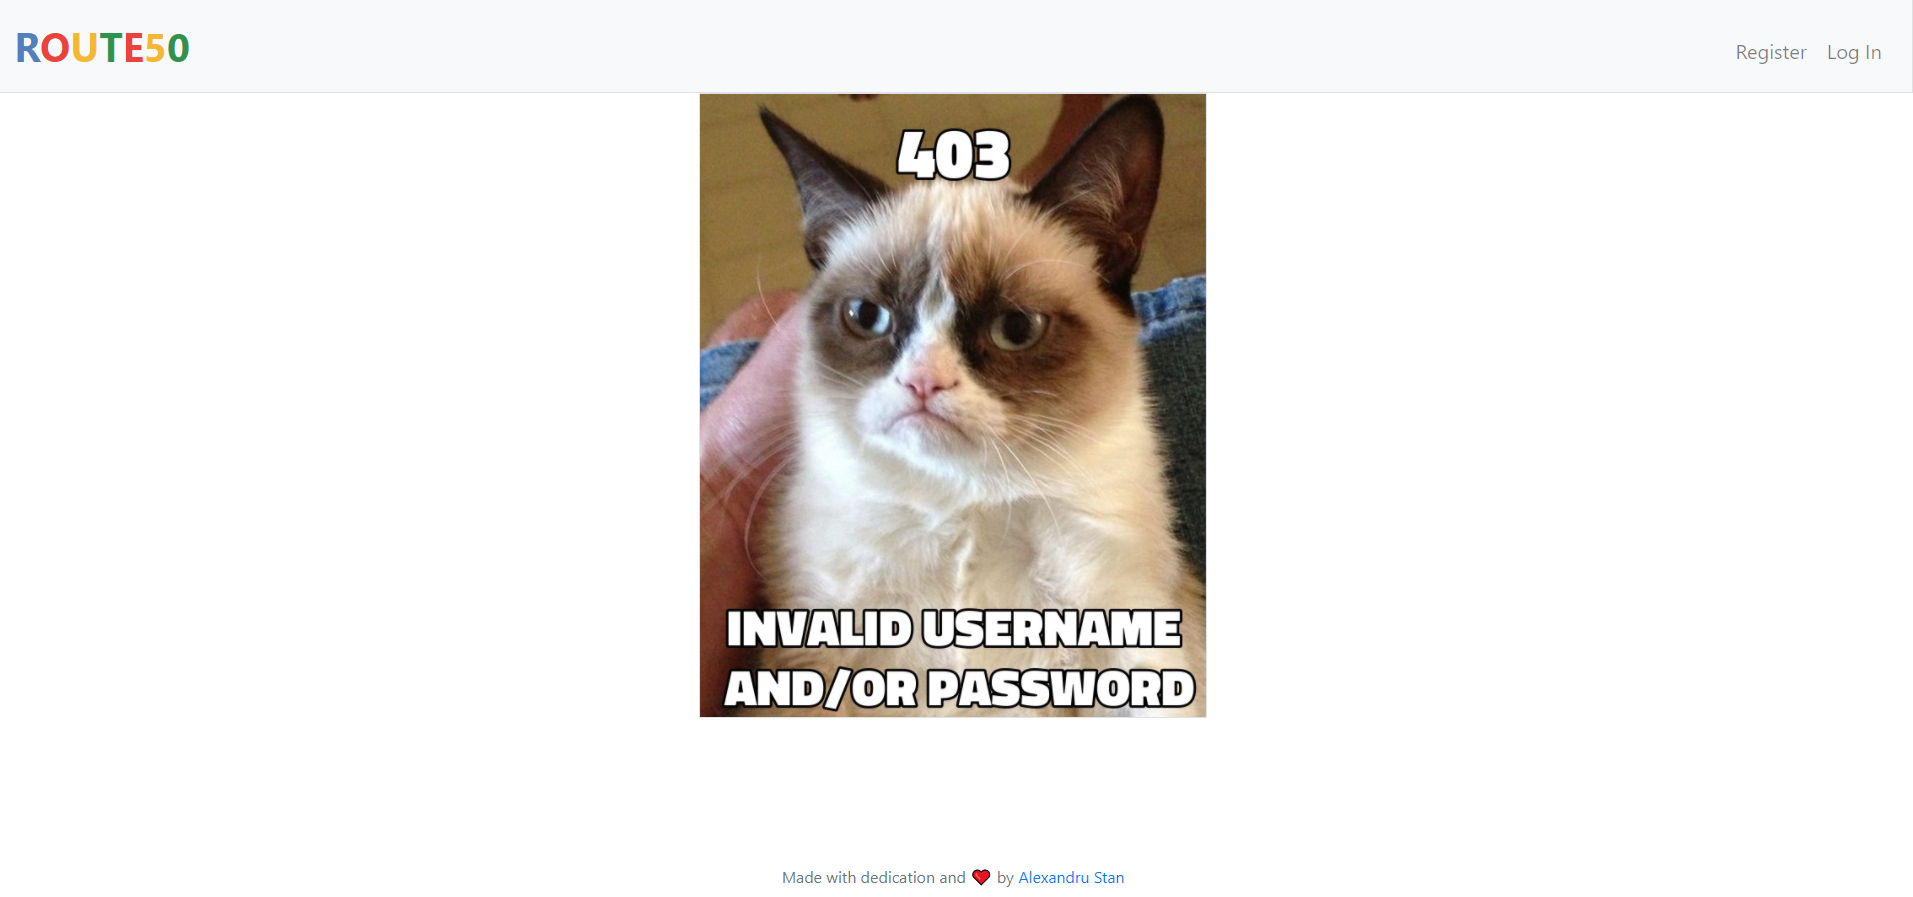 ROUTE50
Register
Log In
403
INVALID USERNAME
AND/OR PASSWORD
Made with dedication and ❤ by Alexandru Stan